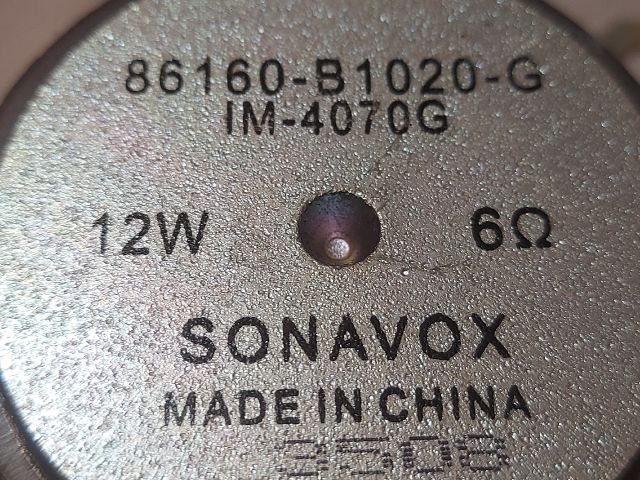 86160-B1020-G
IM-4070G
12W 6Ω
SONAVOX
MADE IN CHINA